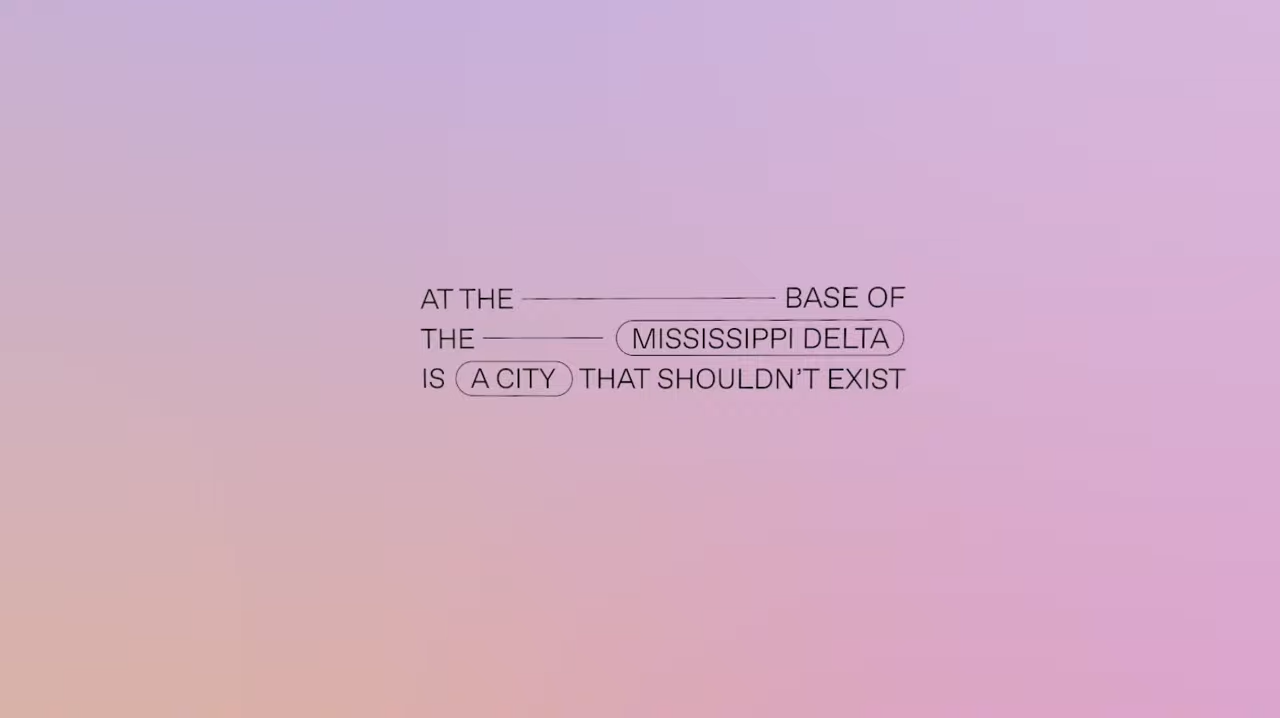 AT THE BASE OF
THE MISSISSIPPI DELTA
IS A CITY THAT SHOULDN’T EXIST